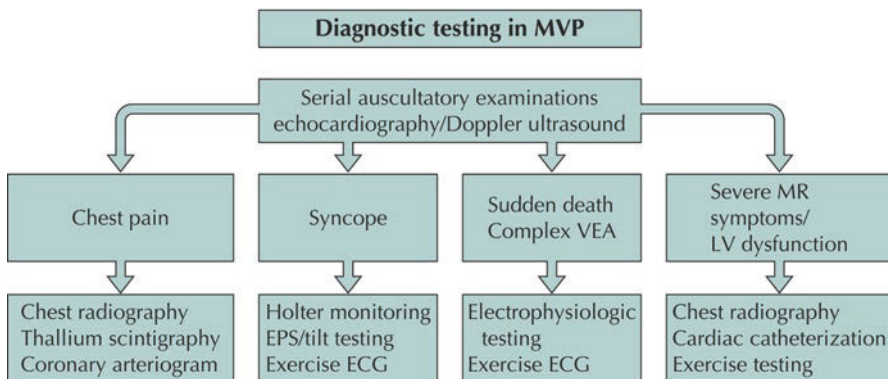 Diagnostic testing in MVP
Serial auscultatory examinations
echocardiography/Doppler ultrasound
Chest pain
Syncope
Sudden death
Complex VEA
Severe MR
symptoms/
LV dysfunction
Chest radiography
Thallium scintigraphy
Coronary arteriogram
Holter monitoring
EPS/tilt testing
Exercise ECG
Electrophysiologic
testing
Exercise ECG
Chest radiography
Cardiac catheterization
Exercise testing